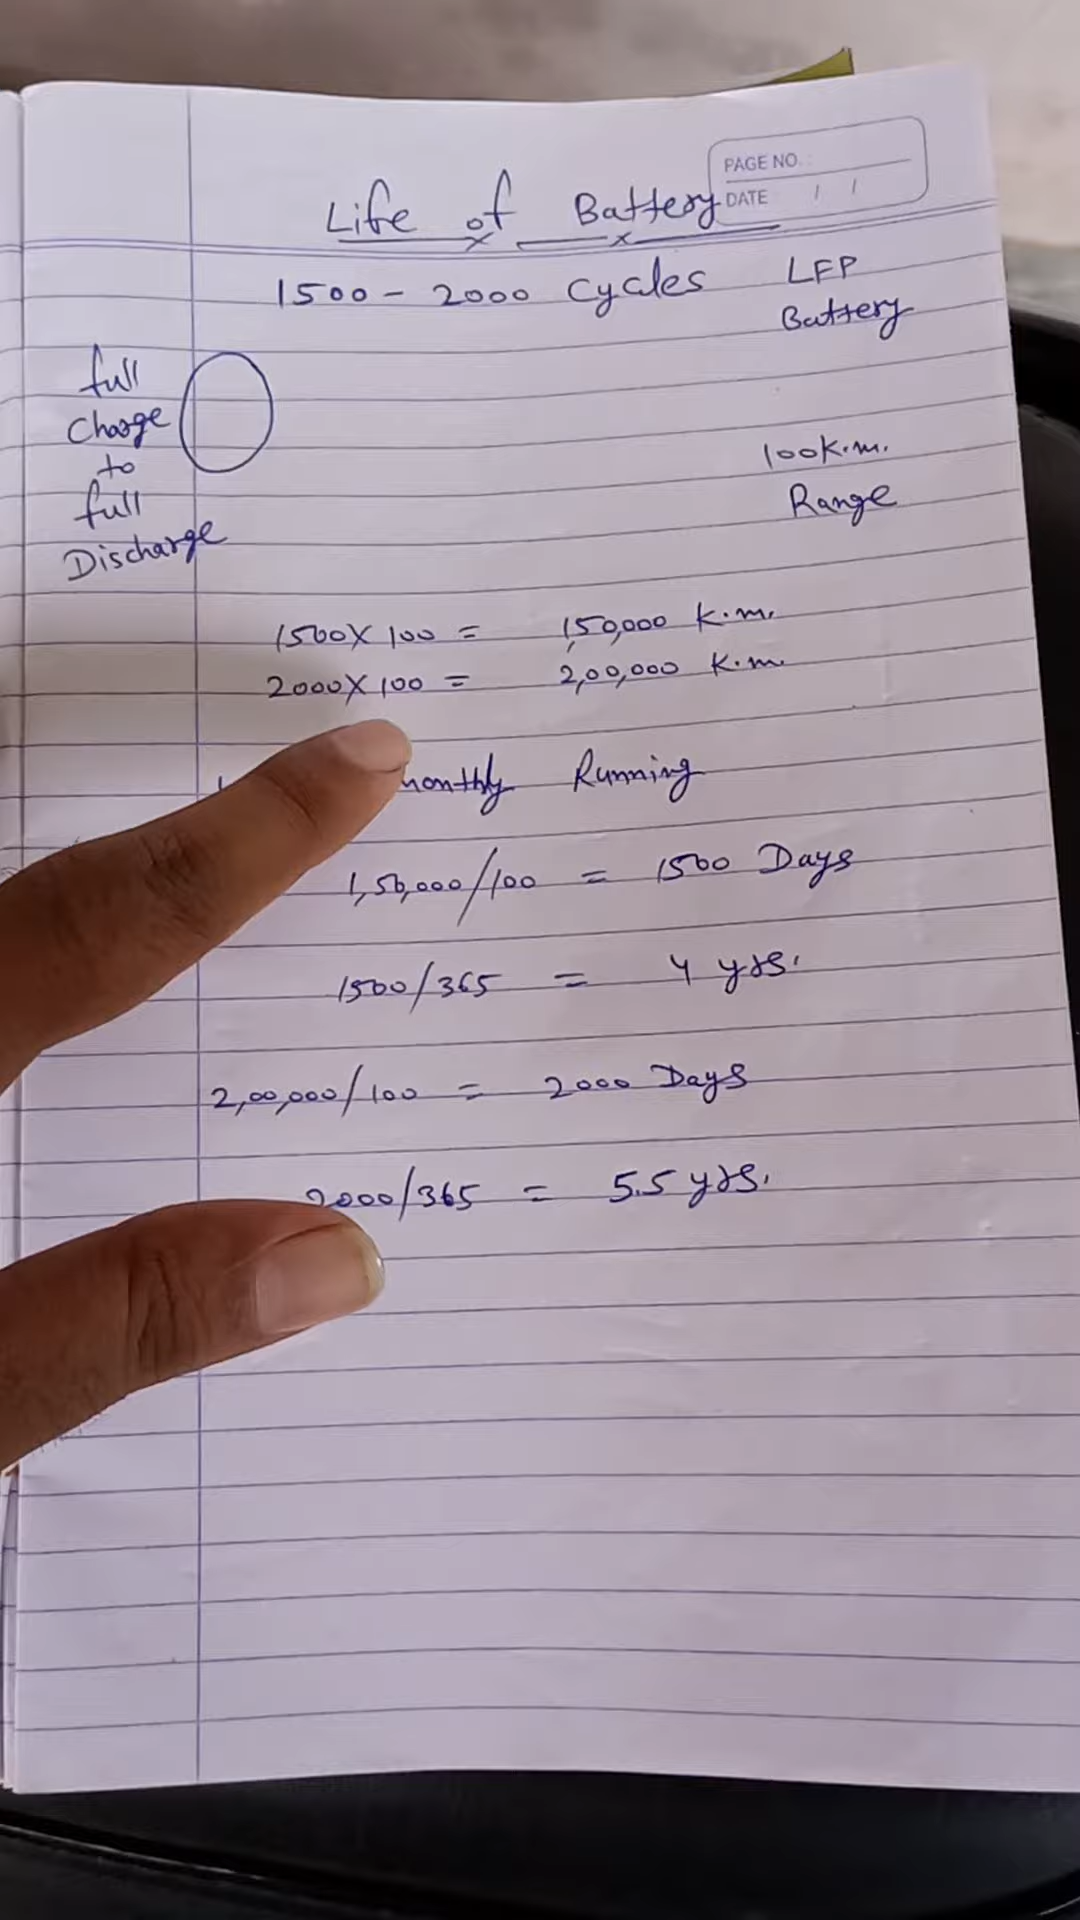 PAGE NO. :
DATE / /
Life of Battery
1500 - 2000 Cycles LFP
Battery
full
Charge
to
full
Discharge
100 K.m.
Range
1500 X 100 = 1,50,000 K.m.
2000 X 100 = 2,00,000 K.m.
monthly Running
1,50,000/100 = 1500 Days
1500/365 = 4 yrs.
2,00,000/100 = 2000 Days
2000/365 = 5.5 yrs.